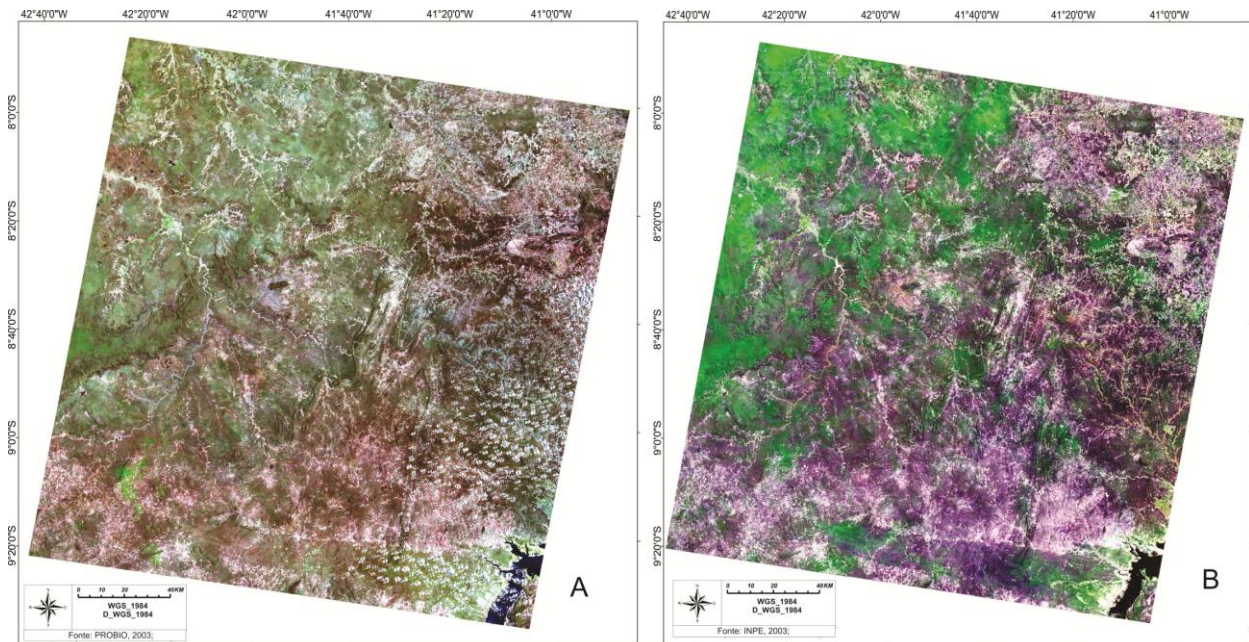 42°40'0"W 42°20'0"W 42°0'0"W 41°40'0"W 41°20'0"W 41°0'0"W
8°0'0"S
8°20'0"S
8°40'0"S
9°0'0"S
9°20'0"S
0 10 20 40 KM
WGS_1984
D_WGS_1984
Fonte: PROBIO, 2003;
A
42°40'0"W 42°20'0"W 42°0'0"W 41°40'0"W 41°20'0"W 41°0'0"W
8°0'0"S
8°20'0"S
8°40'0"S
9°0'0"S
9°20'0"S
0 10 20 40 KM
WGS_1984
D_WGS_1984
Fonte: INPE, 2003;
B